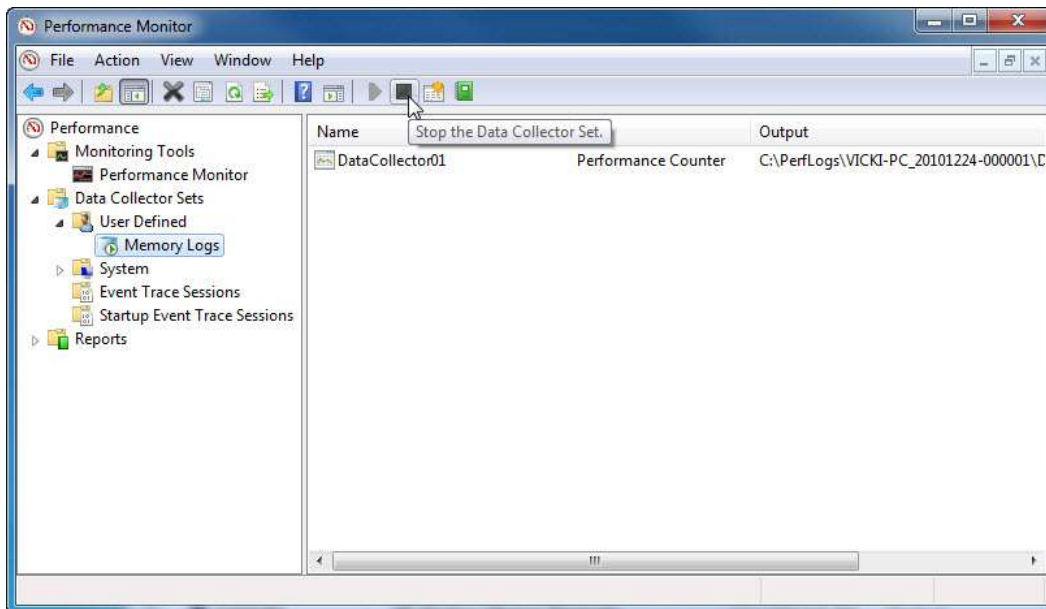 Performance Monitor
File Action View Window Help
Performance
Monitoring Tools
Performance Monitor
Data Collector Sets
User Defined
Memory Logs
System
Event Trace Sessions
Startup Event Trace Sessions
Reports
Name Output
Stop the Data Collector Set.
DataCollector01 Performance Counter C:\PerfLogs\VICKI-PC_20101224-000001\D